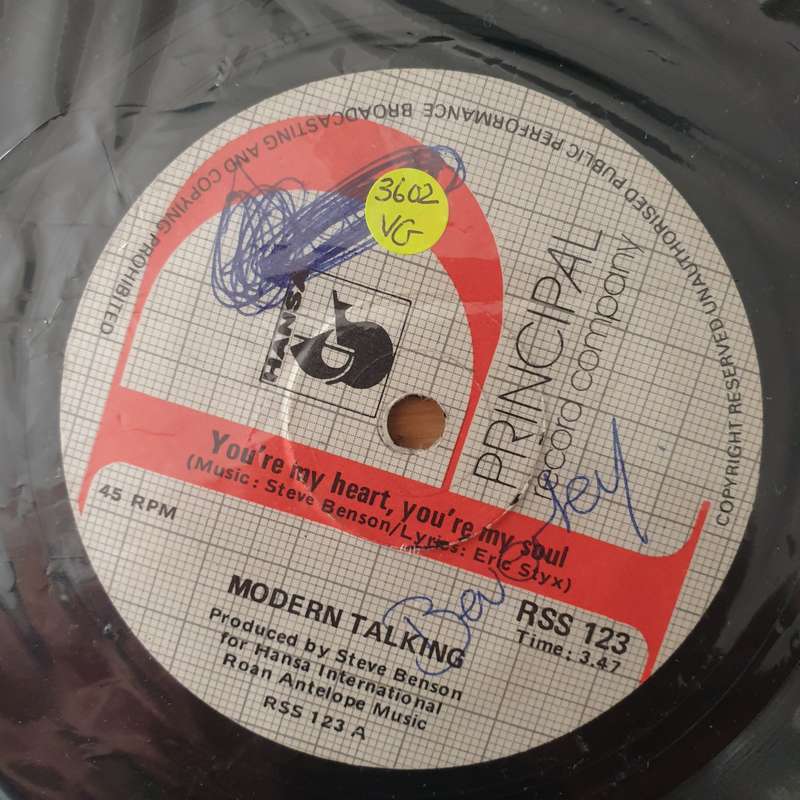 COPYRIGHT RESERVED UNAUTHORISED PUBLIC PERFORMANCE BROADCASTING AND COPYING PROHIBITED
3602
VG
HANSA
PRINCIPAL
record company
You're my heart, you're my soul
(Music: Steve Benson/Lyrics: Eric Styx)
45 RPM
RSS 123
Time: 3.47
MODERN TALKING
Produced by Steve Benson
for Hansa International
Roan Antelope Music
RSS 123 A